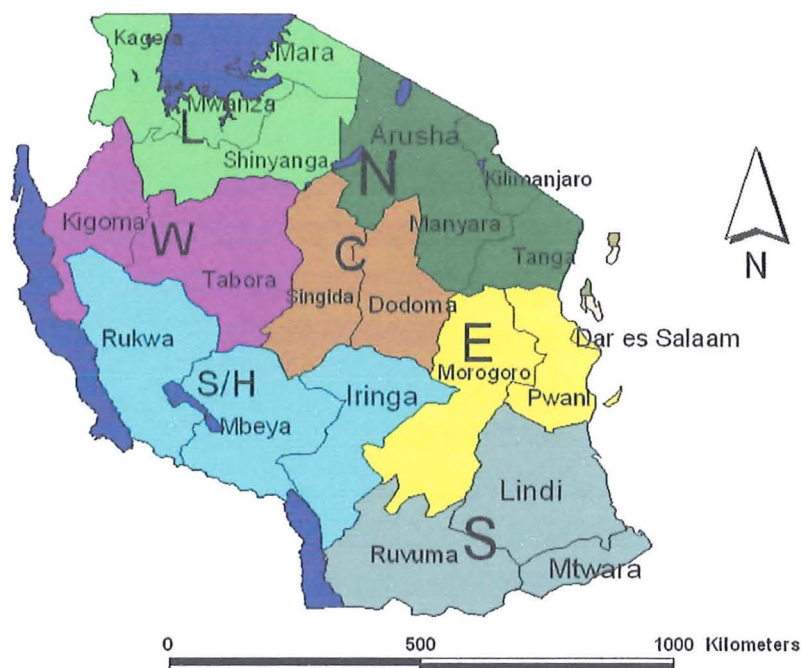 Kagera
Mara
Mwanza
L
Shinyanga
Arusha
N
Kilimanjaro
Kigoma
W
Manyara
Tabora
C
Tanga
N
Singida
Dodoma
Rukwa
E
Dar es Salaam
S/H
Morogoro
Iringa
Pwani
Mbeya
Lindi
S
Ruvuma
Mtwara
0 500 1000 Kilometers